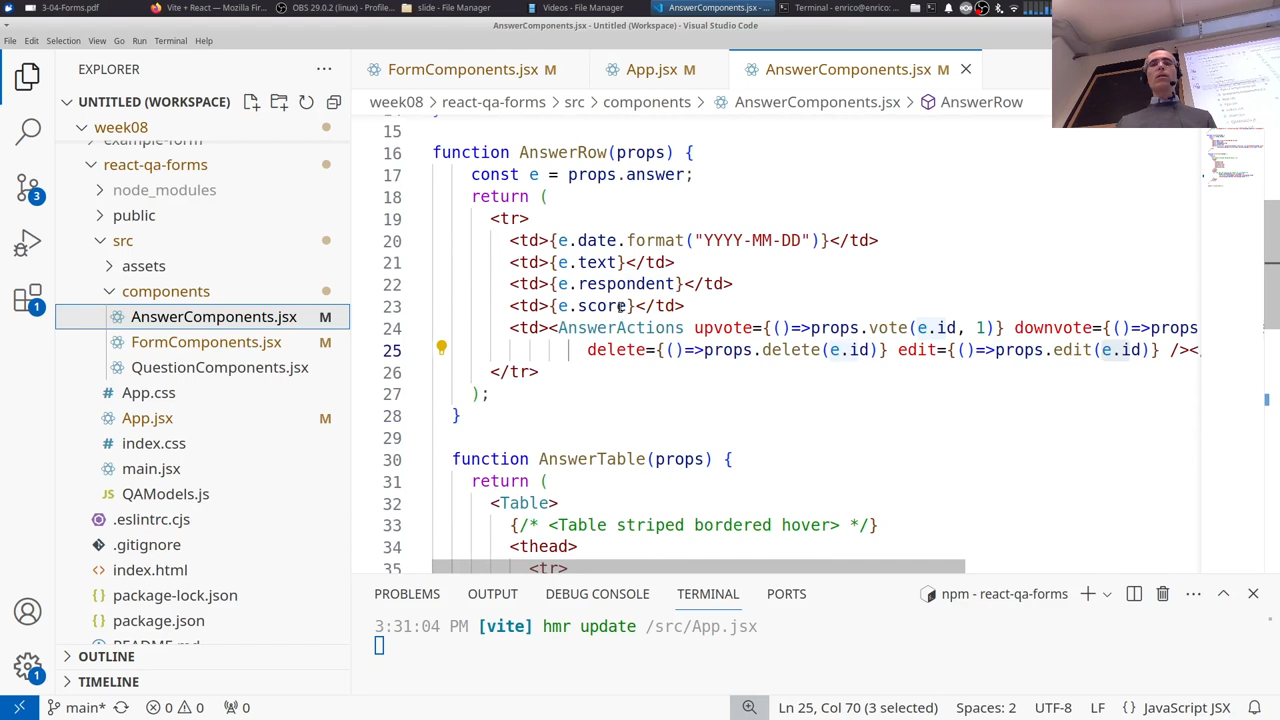 3-04-Forms.pdf
Vite + React — Mozilla Fi...
OBS 29.0.2 (linux) - Profile...
slide - File Manager
Videos - File Manager
AnswerComponents.jsx - ...
Terminal - enrico@enrico-...
AnswerComponents.jsx - Untitled (Workspace) - Visual Studio Code
File Edit Selection View Go Run Terminal Help
EXPLORER
FormComponents.jsx M
App.jsx M
AnswerComponents.jsx M
UNTITLED (WORKSPACE)
week08 > react-qa-forms > src > components > AnswerComponents.jsx > AnswerRow
week08
react-qa-forms
node_modules
public
src
assets
components
AnswerComponents.jsx M
FormComponents.jsx M
QuestionComponents.jsx
App.css
App.jsx M
index.css
main.jsx
QAModels.js
.eslintrc.cjs
.gitignore
index.html
package-lock.json
package.json
OUTLINE
TIMELINE
15
16 function AnswerRow(props) {
17 const e = props.answer;
18 return (
19 <tr>
20 <td>{e.date.format("YYYY-MM-DD")}</td>
21 <td>{e.text}</td>
22 <td>{e.respondent}</td>
23 <td>{e.score}</td>
24 <td><AnswerActions upvote={()=>props.vote(e.id, 1)} downvote={()=>props
25 delete={()=>props.delete(e.id)} edit={()=>props.edit(e.id)} /></
26 </tr>
27 );
28 }
29
30 function AnswerTable(props) {
31 return (
32 <Table>
33 {/* <Table striped bordered hover> */}
34 <thead>
35 <tr>
PROBLEMS OUTPUT DEBUG CONSOLE TERMINAL PORTS
npm - react-qa-forms
3:31:04 PM [vite] hmr update /src/App.jsx
3
1
1
main* 0 0 0
Ln 25, Col 70 (3 selected) Spaces: 2 UTF-8 LF {} JavaScript JSX